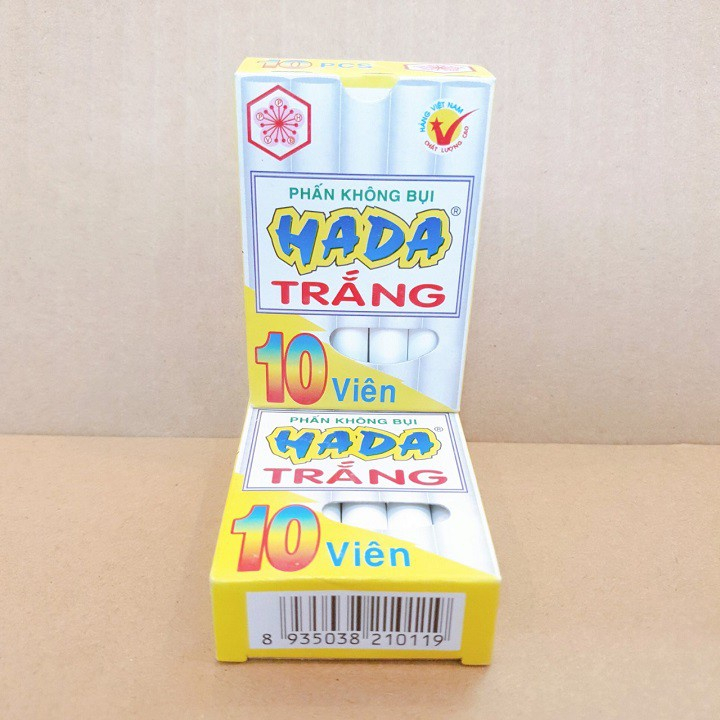 10 PCS
HÀNG VIỆT NAM
CHẤT LƯỢNG CAO
PHẤN KHÔNG BỤI
HADA®
TRẮNG
10 Viên
PHẤN KHÔNG BỤI
HADA®
TRẮNG
10 Viên
8 935038 210119